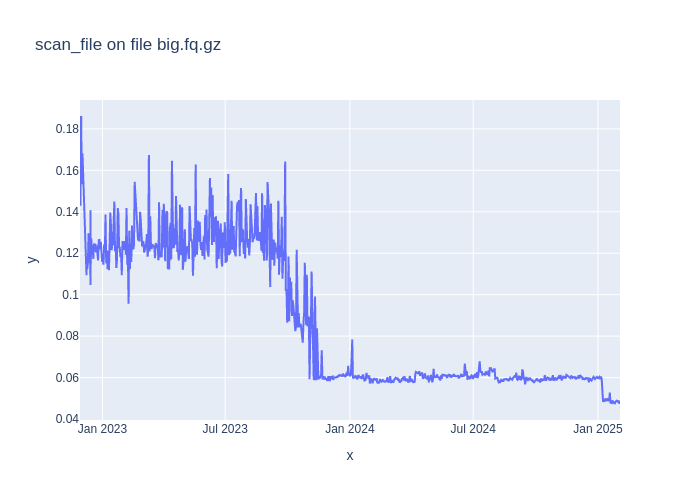 scan_file on file big.fq.gz
0.18
0.16
0.14
0.12
0.1
0.08
0.06
0.04
y
Jan 2023
Jul 2023
Jan 2024
Jul 2024
Jan 2025
x